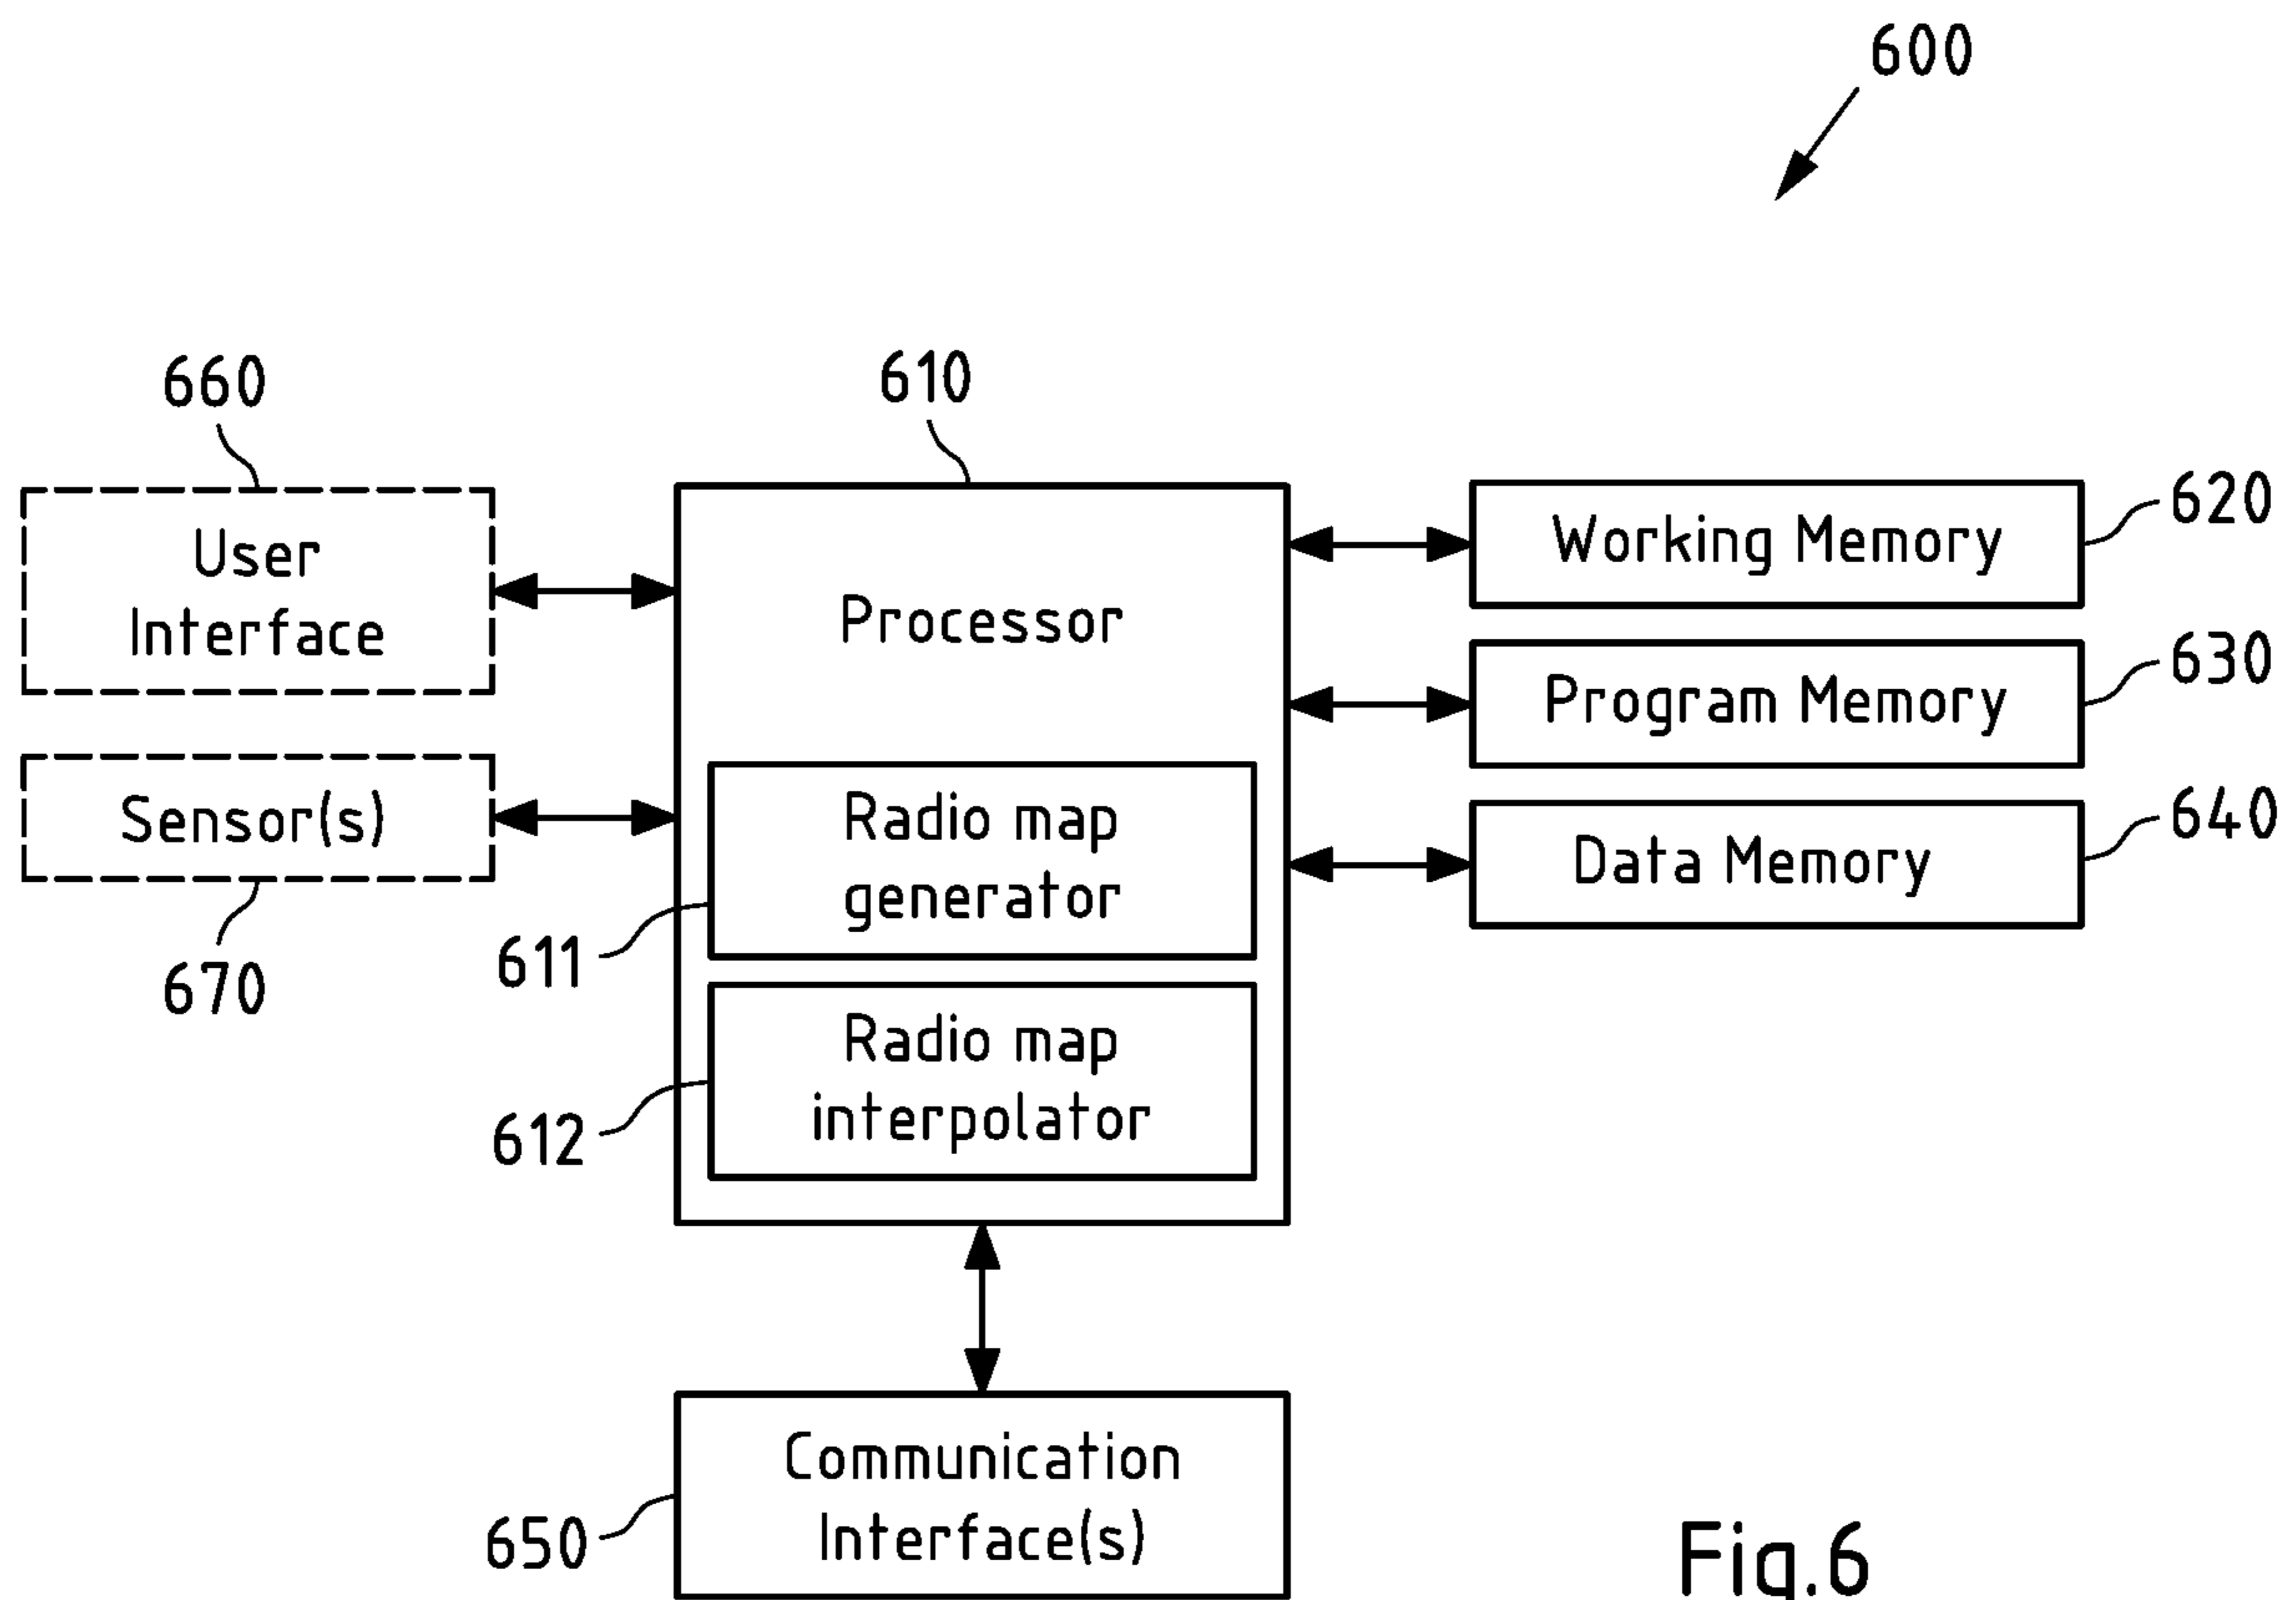 600
660
610
User
Interface
Processor
Working Memory
620
Program Memory
630
Sensor(s)
670
Radio map
generator
611
Data Memory
640
Radio map
interpolator
612
Communication
Interface(s)
650
Fig.6